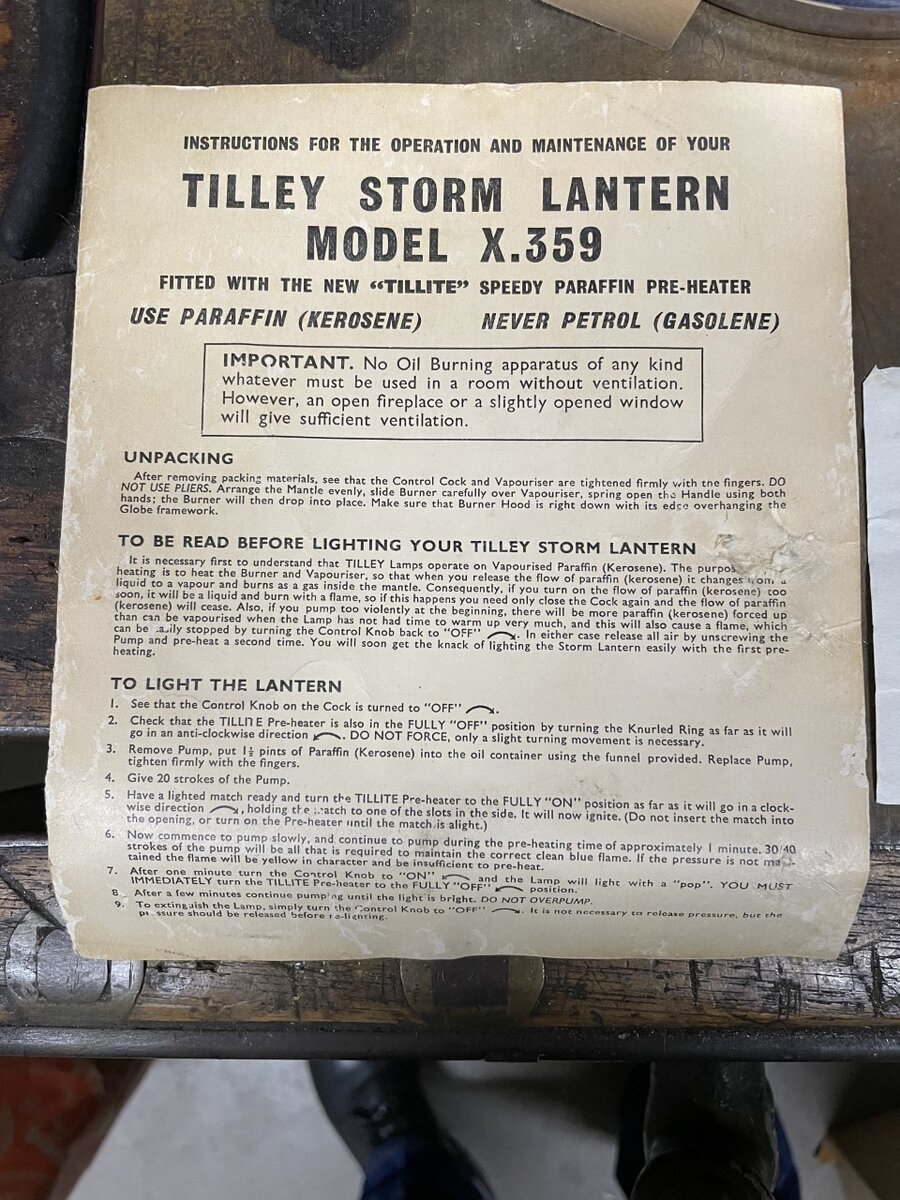 INSTRUCTIONS FOR THE OPERATION AND MAINTENANCE OF YOUR
TILLEY STORM LANTERN
MODEL X.359
FITTED WITH THE NEW “TILLITE” SPEEDY PARAFFIN PRE-HEATER
USE PARAFFIN (KEROSENE) NEVER PETROL (GASOLENE)
IMPORTANT. No Oil Burning apparatus of any kind
whatever must be used in a room without ventilation.
However, an open fireplace or a slightly opened window
will give sufficient ventilation.
UNPACKING
After removing packing materials, see that the Control Cock and Vapouriser are tightened firmly with the fingers. DO
NOT USE PLIERS. Arrange the Mantle evenly, slide Burner carefully over Vapouriser, spring open the Handle using both
hands; the Burner will then drop into place. Make sure that Burner Hood is right down with its edge overhanging the
Globe framework.
TO BE READ BEFORE LIGHTING YOUR TILLEY STORM LANTERN
It is necessary first to understand that TILLEY Lamps operate on Vapourised Paraffin (Kerosene). The
heating is to heat the Burner and Vapouriser, so that when you release the flow of paraffin (kerosene) it changes from a
liquid to a vapour and burns as a gas inside the mantle. Consequently, if you turn on the flow of paraffin (kerosene) too
soon, it will be a liquid and burn with a flame, so if this happens you need only close the Cock again and the flow of paraffin
(kerosene) will cease. Also, if you pump too violently at the beginning, there will be more paraffin (kerosene) forced up
than can be vapourised when the Lamp has not had time to warm up very much, and this will also cause a flame, which
can be easily stopped by turning the Control Knob back to "OFF" . In either case release all air by unscrewing the
Pump and pre-heat a second time. You will soon get the knack of lighting the Storm Lantern easily with the first pre-
heating.
TO LIGHT THE LANTERN
1. See that the Control Knob on the Cock is turned to "OFF" .
2. Check that the TILLITE Pre-heater is also in the FULLY "OFF" position by turning the Knurled Ring as far as it will
go in an anti-clockwise direction . DO NOT FORCE, only a slight turning movement is necessary.
3. Remove Pump, put 1½ pints of Paraffin (Kerosene) into the oil container using the funnel provided. Replace Pump,
tighten firmly with the fingers.
4. Give 20 strokes of the Pump.
5. Have a lighted match ready and turn the TILLITE Pre-heater to the FULLY "ON" position as far as it will go in a clock-
wise direction , holding the match to one of the slots in the side. It will now ignite. (Do not insert the match into
the opening, or turn on the Pre-heater until the match is alight.)
6. Now commence to pump slowly, and continue to pump during the pre-heating time of approximately 1 minute. 30/40
strokes of the pump will be all that is required to maintain the correct clean blue flame. If the pressure is not main-
tained the flame will be yellow in character and be insufficient to pre-heat.
7. After one minute turn the Control Knob to "ON" and the Lamp will light with a "pop". YOU MUST
IMMEDIATELY turn the TILLITE Pre-heater to the FULLY "OFF" position.
8. After a few minutes continue pumping until the light is bright. DO NOT OVERPUMP.
9. To extinguish the Lamp, simply turn the Control Knob to "OFF" . It is not necessary to release pressure, but the
pressure should be released before re-lighting.